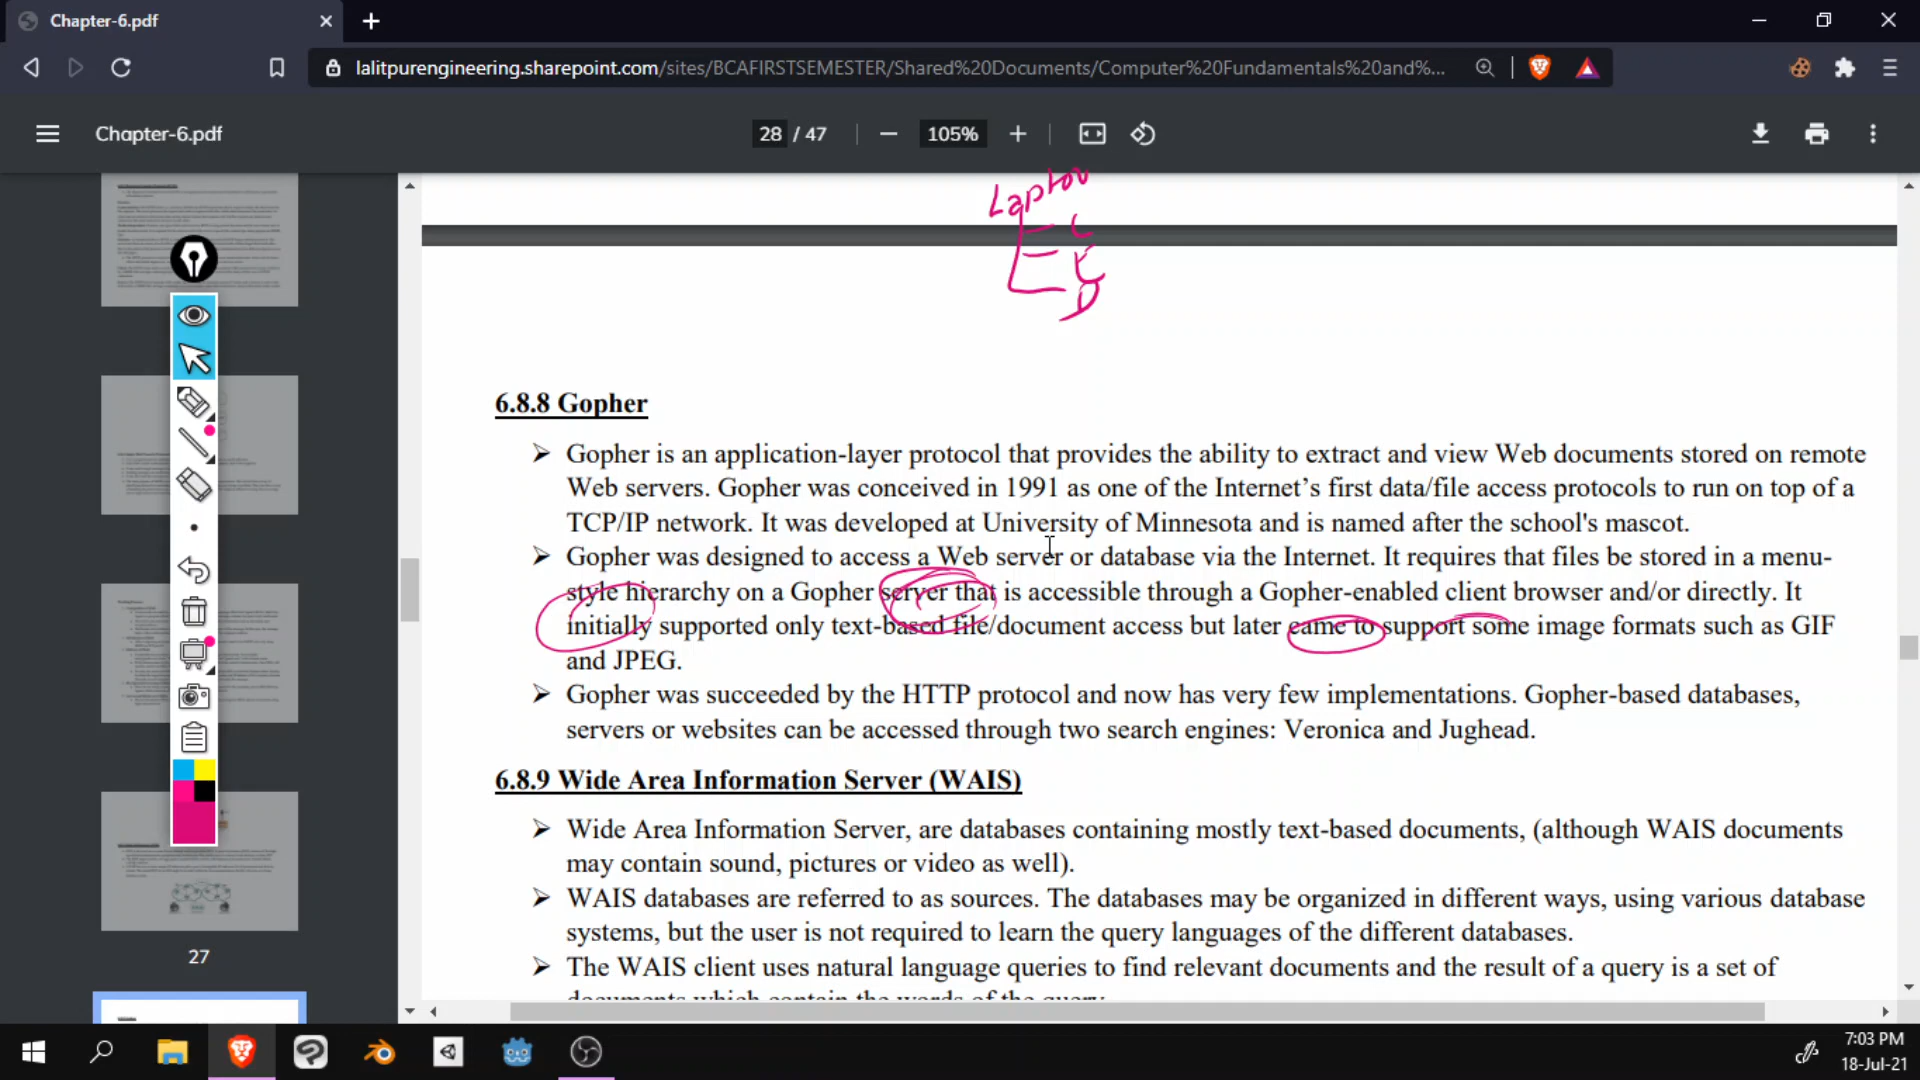 Chapter-6.pdf
lalitpurengineering.sharepoint.com/sites/BCAFIRSTSEMESTER/Shared%20Documents/Computer%20Fundamentals%20and%...
Chapter-6.pdf
28 / 47
105%
Laptop
C
E
D
6.8.8 Gopher
➢ Gopher is an application-layer protocol that provides the ability to extract and view Web documents stored on remote
Web servers. Gopher was conceived in 1991 as one of the Internet’s first data/file access protocols to run on top of a
TCP/IP network. It was developed at University of Minnesota and is named after the school's mascot.
➢ Gopher was designed to access a Web server or database via the Internet. It requires that files be stored in a menu-
style hierarchy on a Gopher server that is accessible through a Gopher-enabled client browser and/or directly. It
initially supported only text-based file/document access but later came to support some image formats such as GIF
and JPEG.
➢ Gopher was succeeded by the HTTP protocol and now has very few implementations. Gopher-based databases,
servers or websites can be accessed through two search engines: Veronica and Jughead.
6.8.9 Wide Area Information Server (WAIS)
➢ Wide Area Information Server, are databases containing mostly text-based documents, (although WAIS documents
may contain sound, pictures or video as well).
➢ WAIS databases are referred to as sources. The databases may be organized in different ways, using various database
systems, but the user is not required to learn the query languages of the different databases.
➢ The WAIS client uses natural language queries to find relevant documents and the result of a query is a set of
documents which contain the words of the query.
27
7:03 PM
18-Jul-21